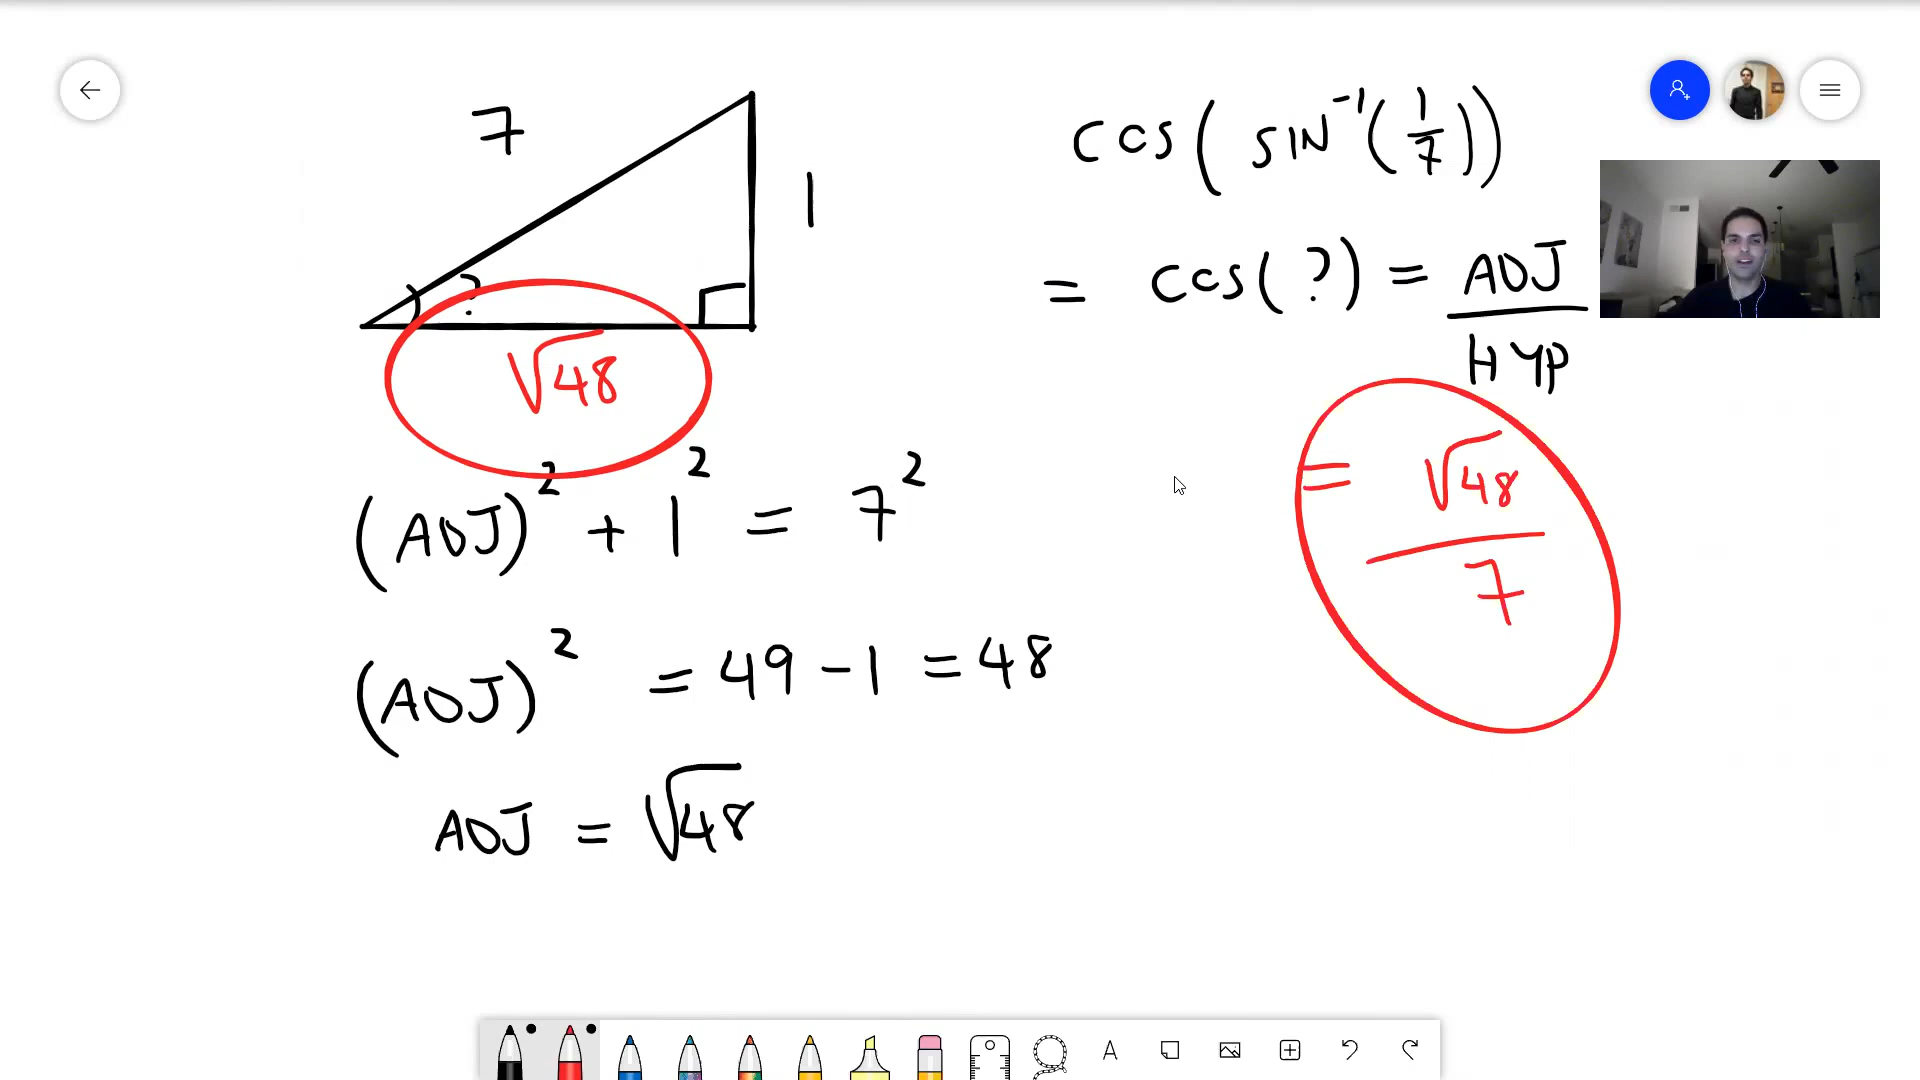 7
1
?
√48
(ADJ)² + 1² = 7²
(ADJ)² = 49 - 1 = 48
ADJ = √48
cos(SIN⁻¹(1/7))
= cos(?) = ADJ/HYP
= √48/7
A